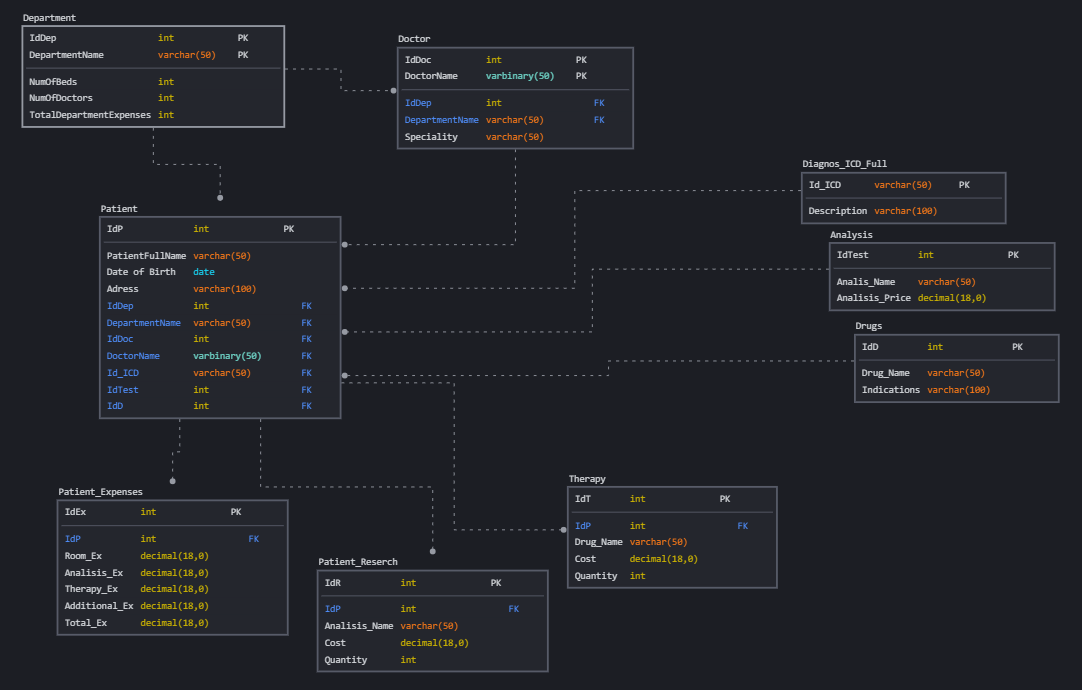 Department
IdDep int PK
DepartmentName varchar(50) PK
NumOfBeds int
NumOfDoctors int
TotalDepartmentExpenses int
Doctor
IdDoc int PK
DoctorName varbinary(50) PK
IdDep int FK
DepartmentName varchar(50) FK
Speciality varchar(50)
Diagnos_ICD_Full
Id_ICD varchar(50) PK
Description varchar(100)
Patient
IdP int PK
PatientFullName varchar(50)
Date of Birth date
Adress varchar(100)
IdDep int FK
DepartmentName varchar(50) FK
IdDoc int FK
DoctorName varbinary(50) FK
Id_ICD varchar(50) FK
IdTest int FK
IdD int FK
Analysis
IdTest int PK
Analis_Name varchar(50)
Analisis_Price decimal(18,0)
Drugs
IdD int PK
Drug_Name varchar(50)
Indications varchar(100)
Patient_Expenses
IdEx int PK
IdP int FK
Room_Ex decimal(18,0)
Analisis_Ex decimal(18,0)
Therapy_Ex decimal(18,0)
Additional_Ex decimal(18,0)
Total_Ex decimal(18,0)
Patient_Reserch
IdR int PK
IdP int FK
Analisis_Name varchar(50)
Cost decimal(18,0)
Quantity int
Therapy
IdT int PK
IdP int FK
Drug_Name varchar(50)
Cost decimal(18,0)
Quantity int